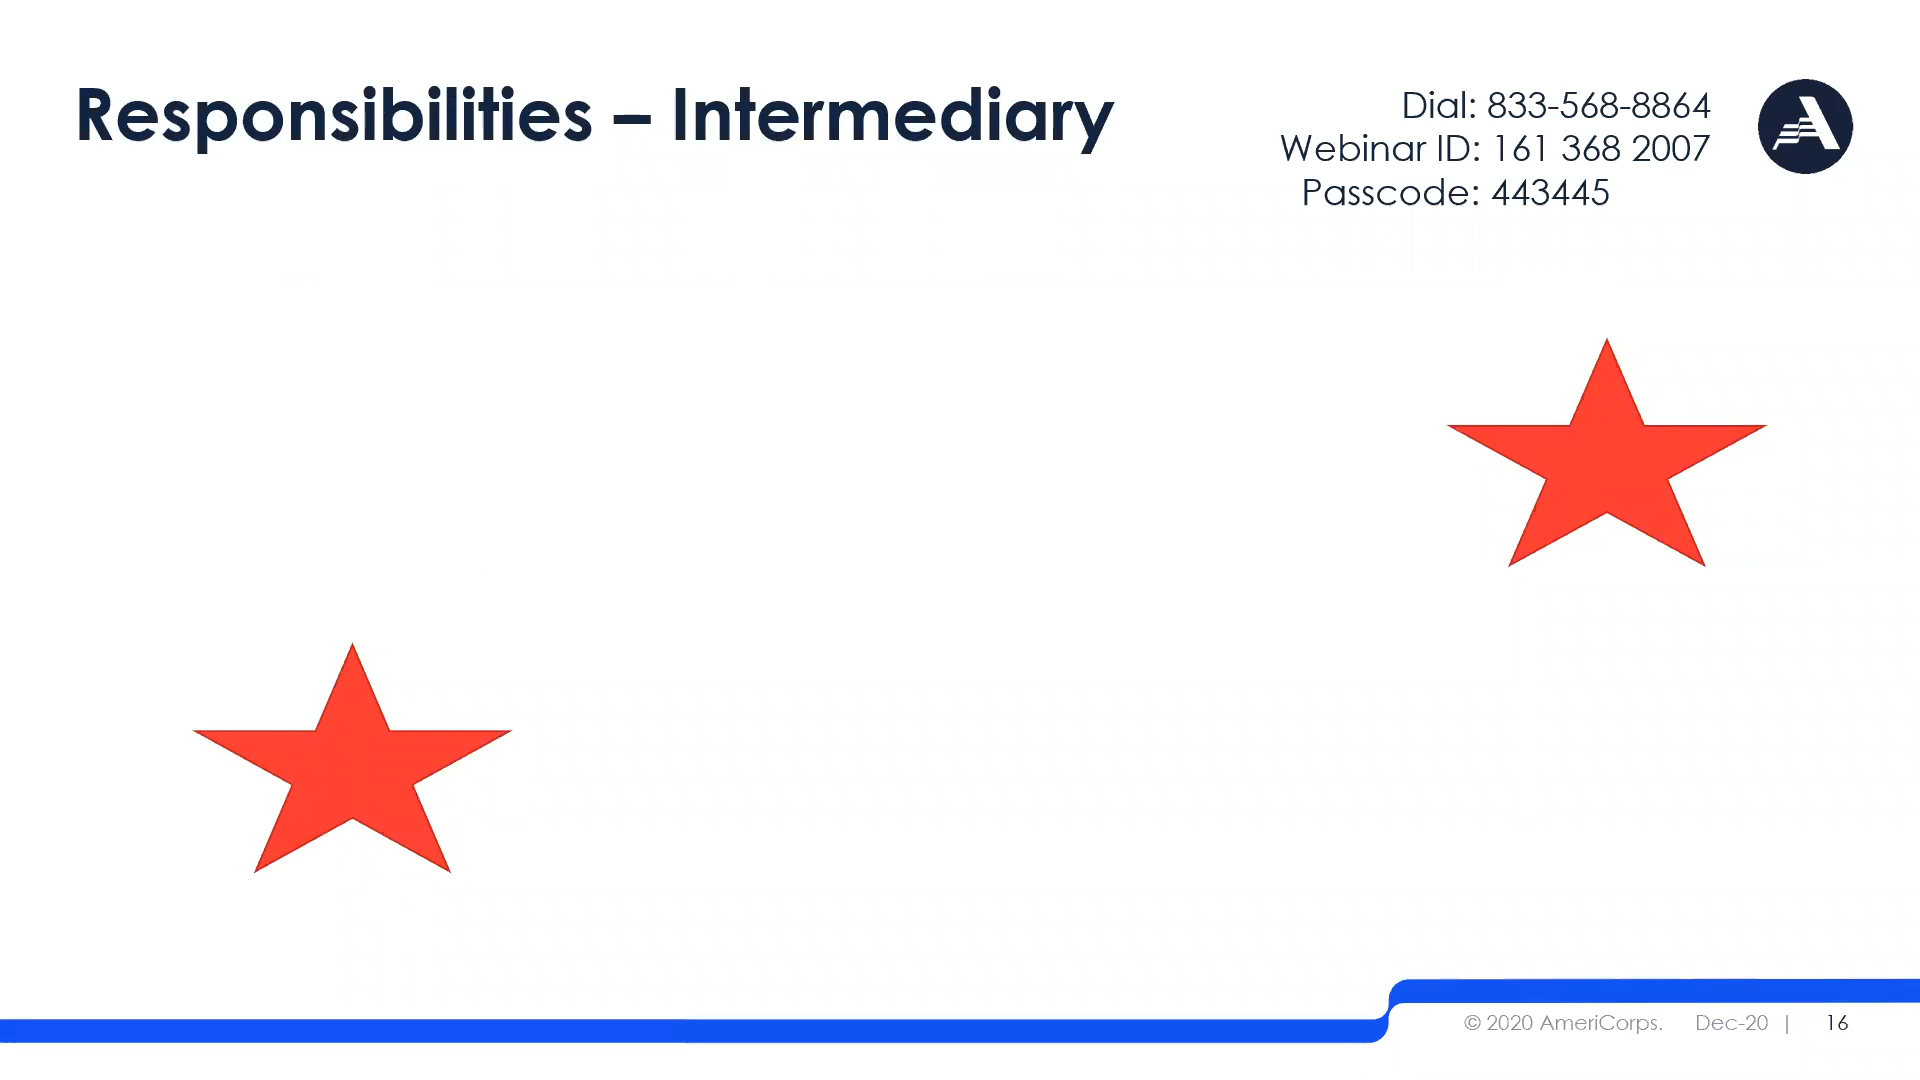 Responsibilities – Intermediary
Dial: 833-568-8864
Webinar ID: 161 368 2007
Passcode: 443445
© 2020 AmeriCorps. Dec-20 | 16